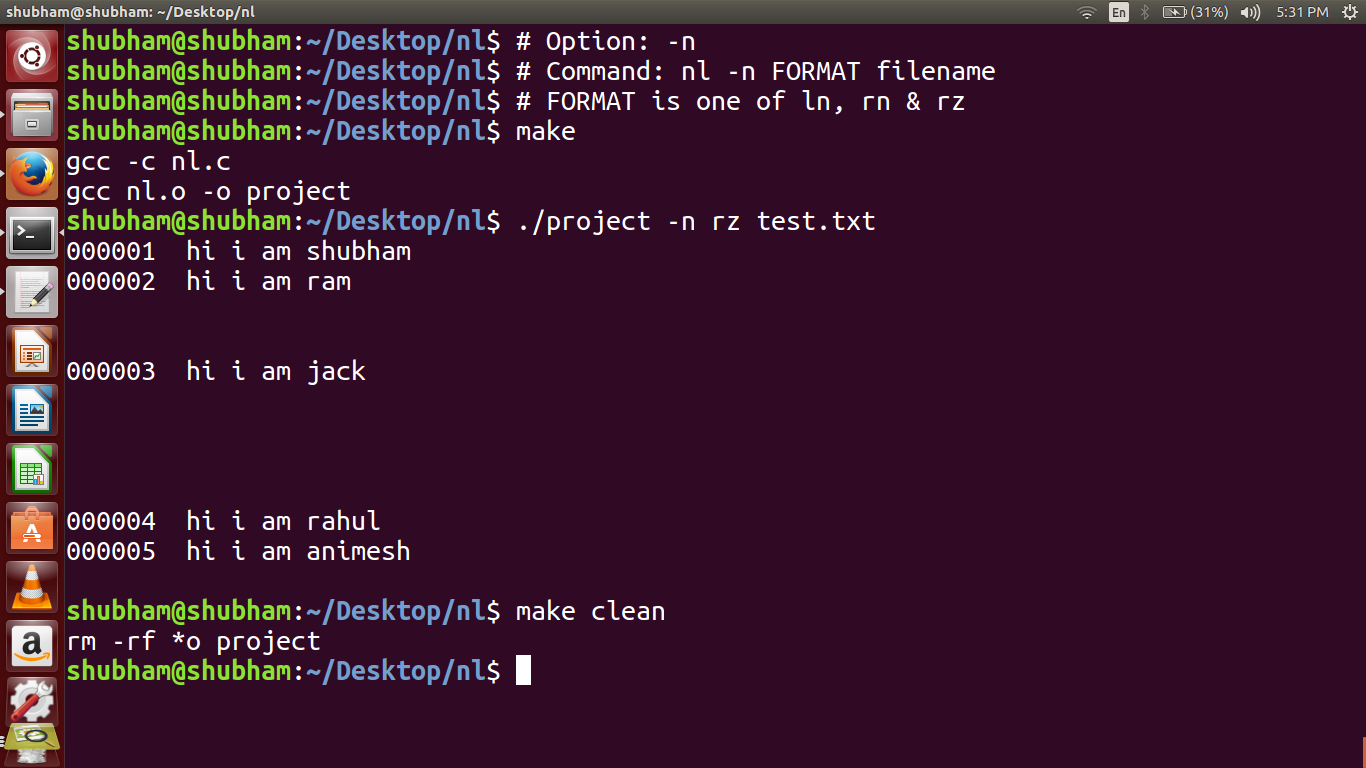 shubham@shubham: ~/Desktop/nl
En (31%) 5:31 PM
shubham@shubham:~/Desktop/nl$ # Option: -n
shubham@shubham:~/Desktop/nl$ # Command: nl -n FORMAT filename
shubham@shubham:~/Desktop/nl$ # FORMAT is one of ln, rn & rz
shubham@shubham:~/Desktop/nl$ make
gcc -c nl.c
gcc nl.o -o project
shubham@shubham:~/Desktop/nl$ ./project -n rz test.txt
000001  hi i am shubham
000002  hi i am ram
000003  hi i am jack
000004  hi i am rahul
000005  hi i am animesh
shubham@shubham:~/Desktop/nl$ make clean
rm -rf *o project
shubham@shubham:~/Desktop/nl$